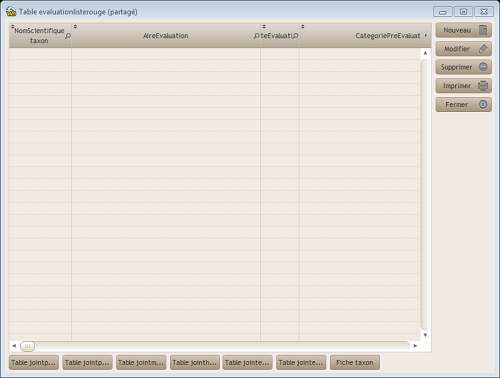 Table evaluationlisterouge (partagé)
NomScientifique taxon
AireEvaluation
teEvaluati
CategoriePreEvaluat
Nouveau
Modifier
Supprimer
Imprimer
Fermer
Table jointp...
Table jointp...
Table jointm...
Table jointh...
Table jointe...
Table jointe...
Fiche taxon